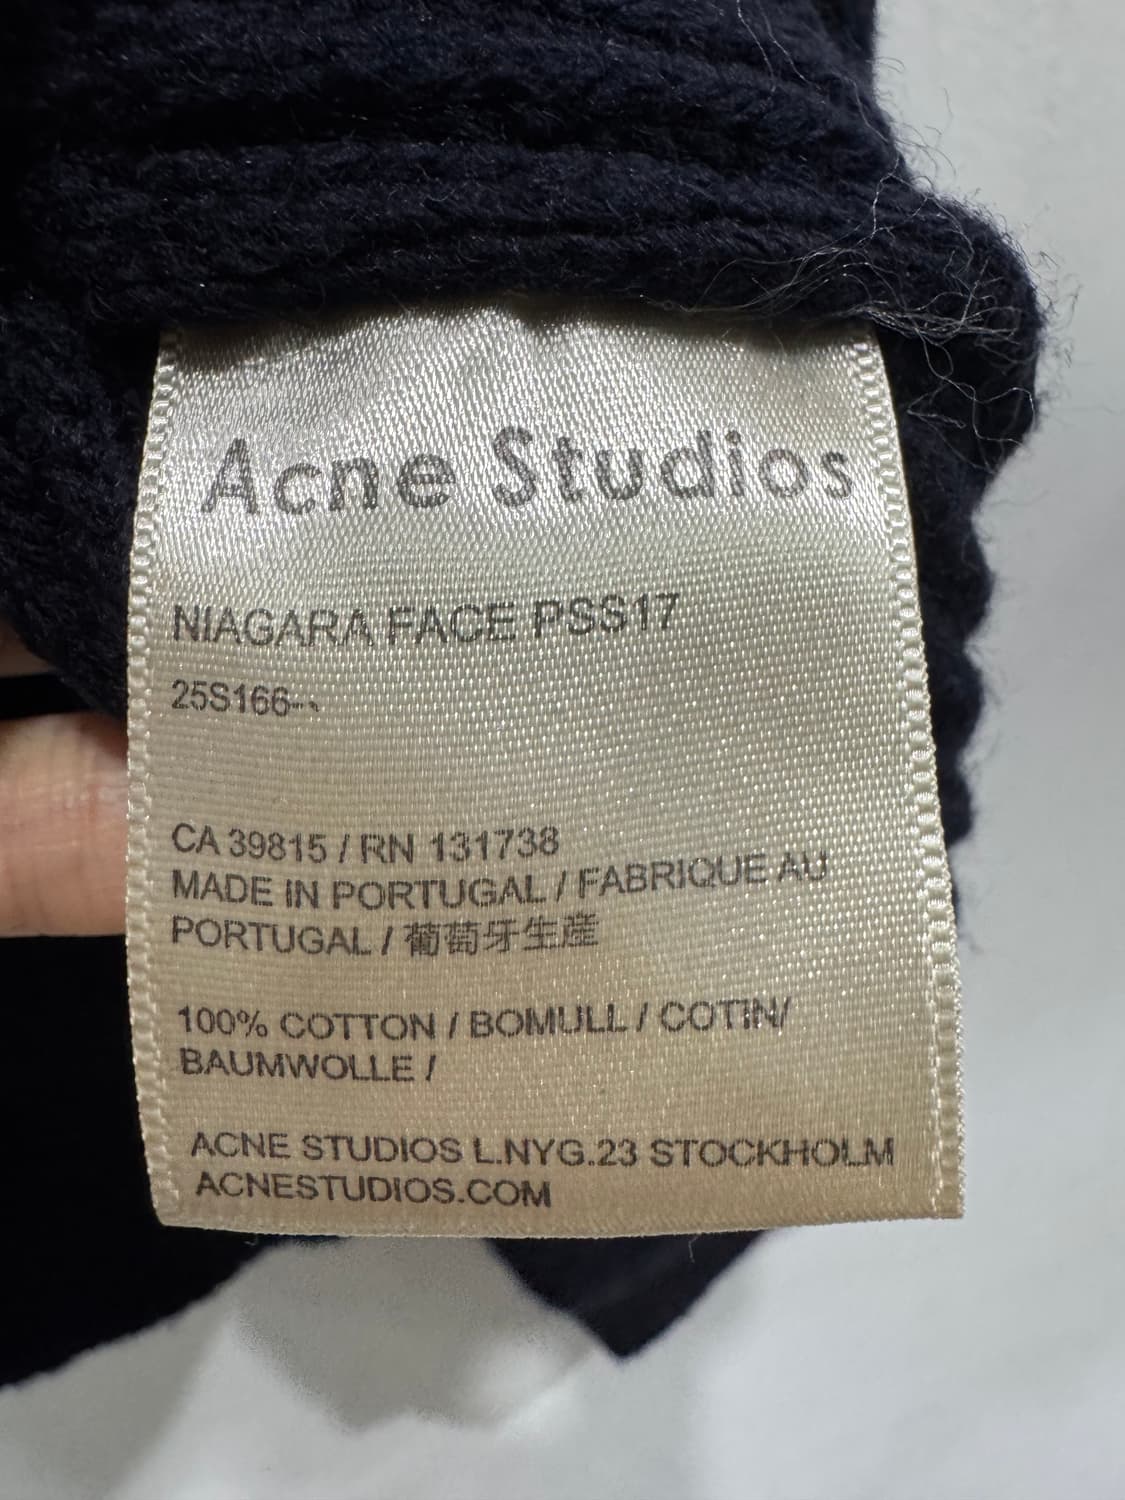 Acne Studios
NIAGARA FACE PSS17
25S166-
CA 39815 / RN 131738
MADE IN PORTUGAL / FABRIQUE AU
PORTUGAL / 葡萄牙生産
100% COTTON / BOMULL / COTIN/
BAUMWOLLE /
ACNE STUDIOS L.NYG.23 STOCKHOLM
ACNESTUDIOS.COM